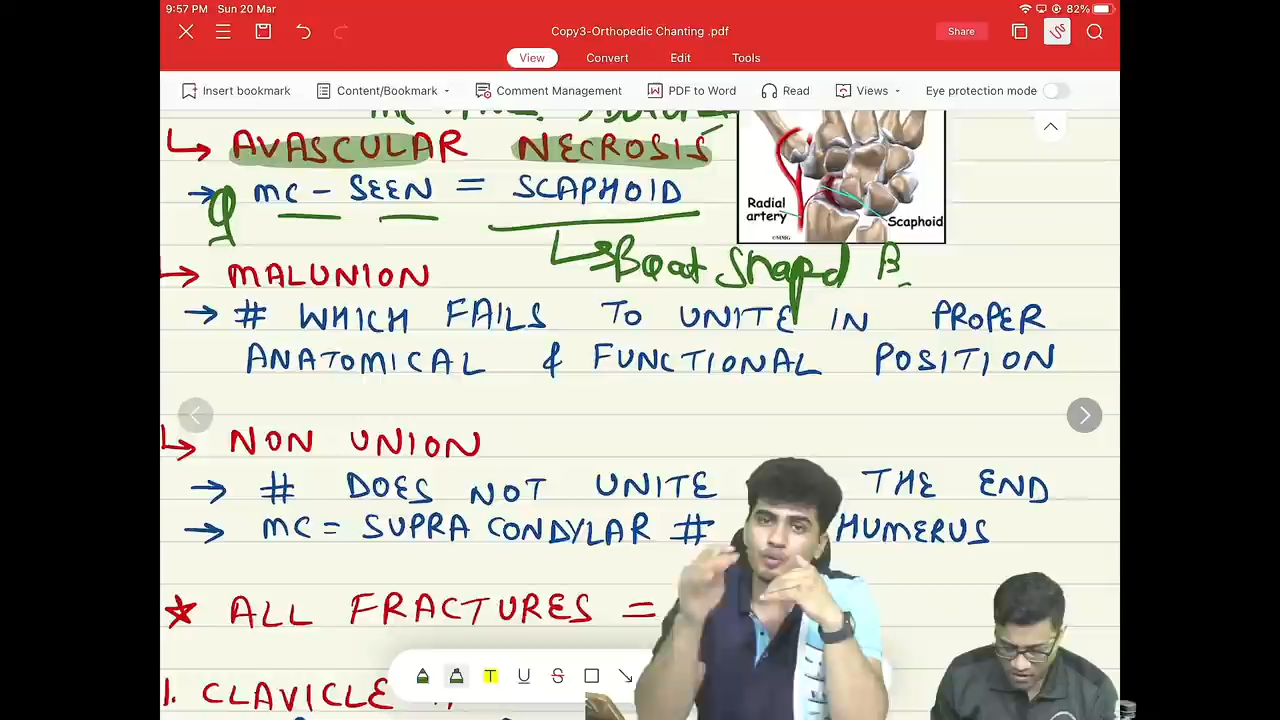 9:57 PM Sun 20 Mar
82%
Copy3-Orthopedic Chanting .pdf
Share
View Convert Edit Tools
Insert bookmark Content/Bookmark Comment Management PDF to Word Read Views Eye protection mode
AVASCULAR NECROSIS
mc - SEEN = SCAPHOID
Radial
artery
Scaphoid
Boat Shaped B
MALUNION
# WHICH FAILS TO UNITE IN PROPER
ANATOMICAL & FUNCTIONAL POSITION
NON UNION
# DOES NOT UNITE THE END
MC = SUPRA CONDYLAR # HUMERUS
ALL FRACTURES =
1. CLAVICLE